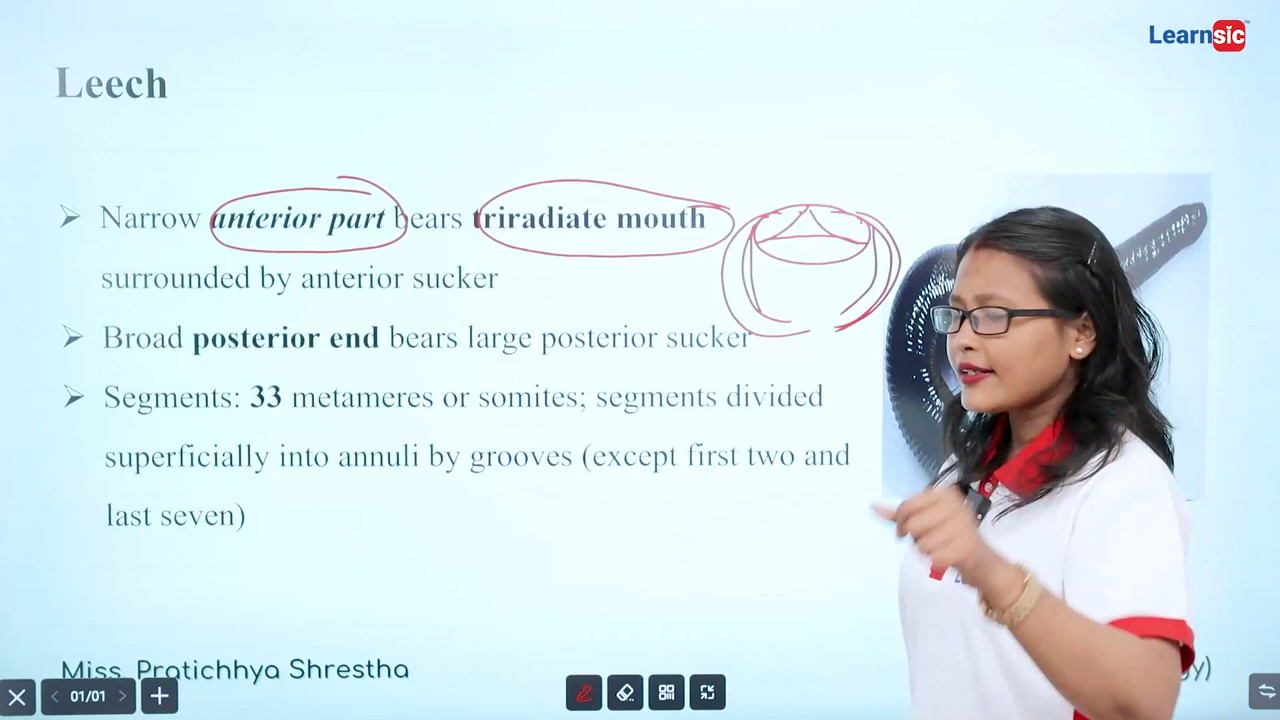 Learnsic
Leech
Narrow anterior part bears triradiate mouth
surrounded by anterior sucker
Broad posterior end bears large posterior sucker
Segments: 33 metameres or somites; segments divided
superficially into annuli by grooves (except first two and
last seven)
Miss. Pratichhya Shrestha
01/01